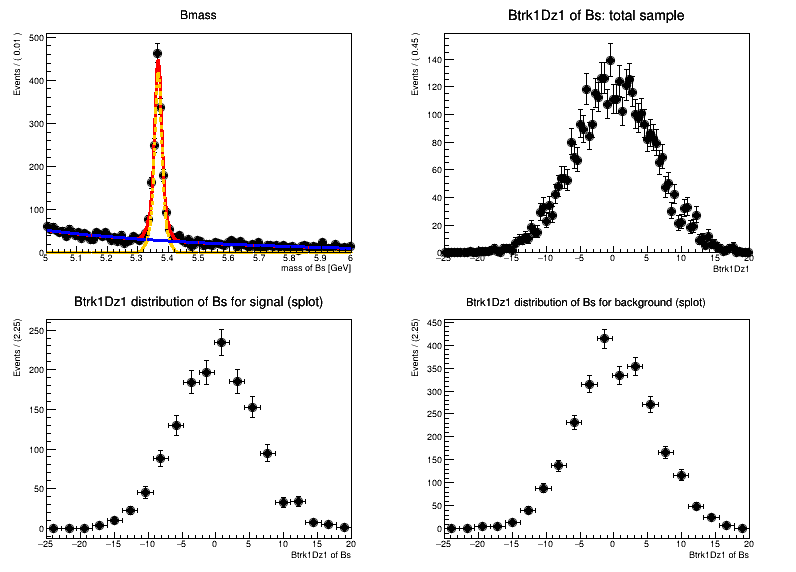 Bmass
Events / ( 0.01 )
500
400
300
200
100
0
5 5.1 5.2 5.3 5.4 5.5 5.6 5.7 5.8 5.9 6
mass of Bs [GeV]
Btrk1Dz1 of Bs: total sample
Events / ( 0.45 )
140
120
100
80
60
40
20
0
−25 −20 −15 −10 −5 0 5 10 15 20
Btrk1Dz1
Btrk1Dz1 distribution of Bs for signal (splot)
Events / (2.25)
250
200
150
100
50
0
−25 −20 −15 −10 −5 0 5 10 15 20
Btrk1Dz1 of Bs
Btrk1Dz1 distribution of Bs for background (splot)
Events / (2.25)
450
400
350
300
250
200
150
100
50
0
−25 −20 −15 −10 −5 0 5 10 15 20
Btrk1Dz1 of Bs